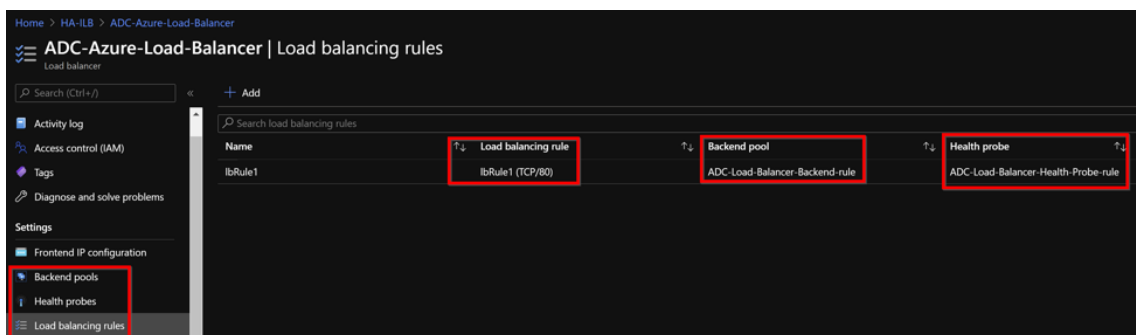 Home > HA-ILB > ADC-Azure-Load-Balancer
ADC-Azure-Load-Balancer | Load balancing rules
Load balancer
Search (Ctrl+/)
«
+ Add
Activity log
Access control (IAM)
Tags
Diagnose and solve problems
Settings
Frontend IP configuration
Backend pools
Health probes
Load balancing rules
Search load balancing rules
Name ↑↓ Load balancing rule ↑↓ Backend pool ↑↓ Health probe ↑↓
lbRule1 lbRule1 (TCP/80) ADC-Load-Balancer-Backend-rule ADC-Load-Balancer-Health-Probe-rule